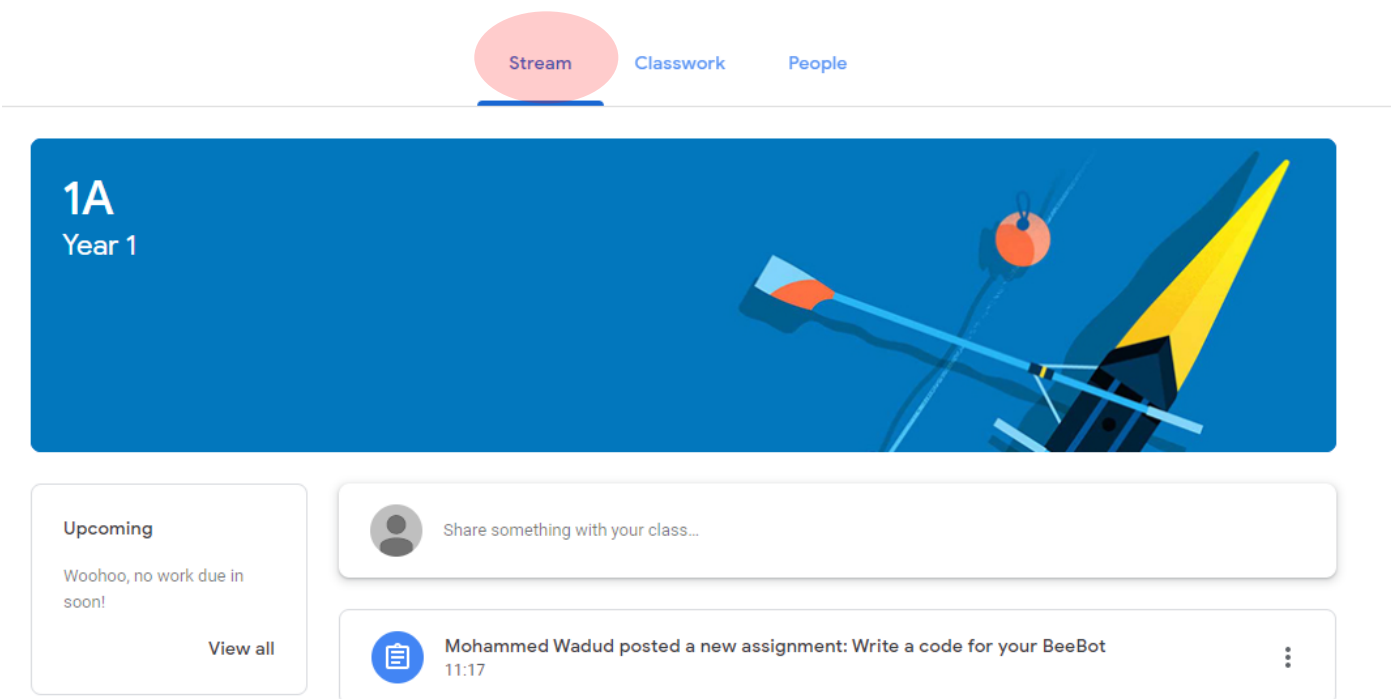 Stream
Classwork
People
1A
Year 1
Upcoming
Woohoo, no work due in
soon!
View all
Share something with your class...
Mohammed Wadud posted a new assignment: Write a code for your BeeBot
11:17